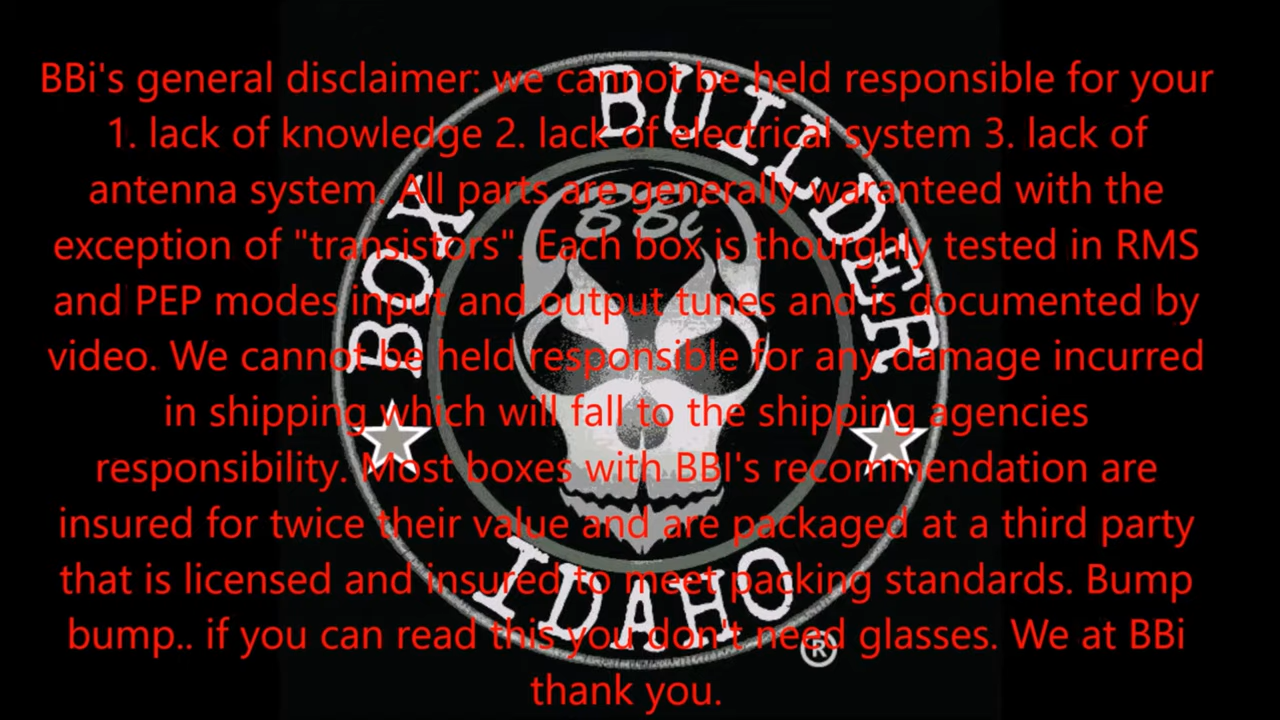 BBi's general disclaimer: we cannot be held responsible for your
1. lack of knowledge 2. lack of electrical system 3. lack of
antenna system. All parts are generally waranteed with the
exception of "transistors". Each box is thourghly tested in RMS
and PEP modes input and output tunes and is documented by
video. We cannot be held responsible for any damage incurred
in shipping which will fall to the shipping agencies
responsibility. Most boxes with BBI's recommendation are
insured for twice their value and are packaged at a third party
that is licensed and insured to meet packing standards. Bump
bump.. if you can read this you don't need glasses. We at BBi
thank you.
BOX BUILDER
BBi
IDAHO
®